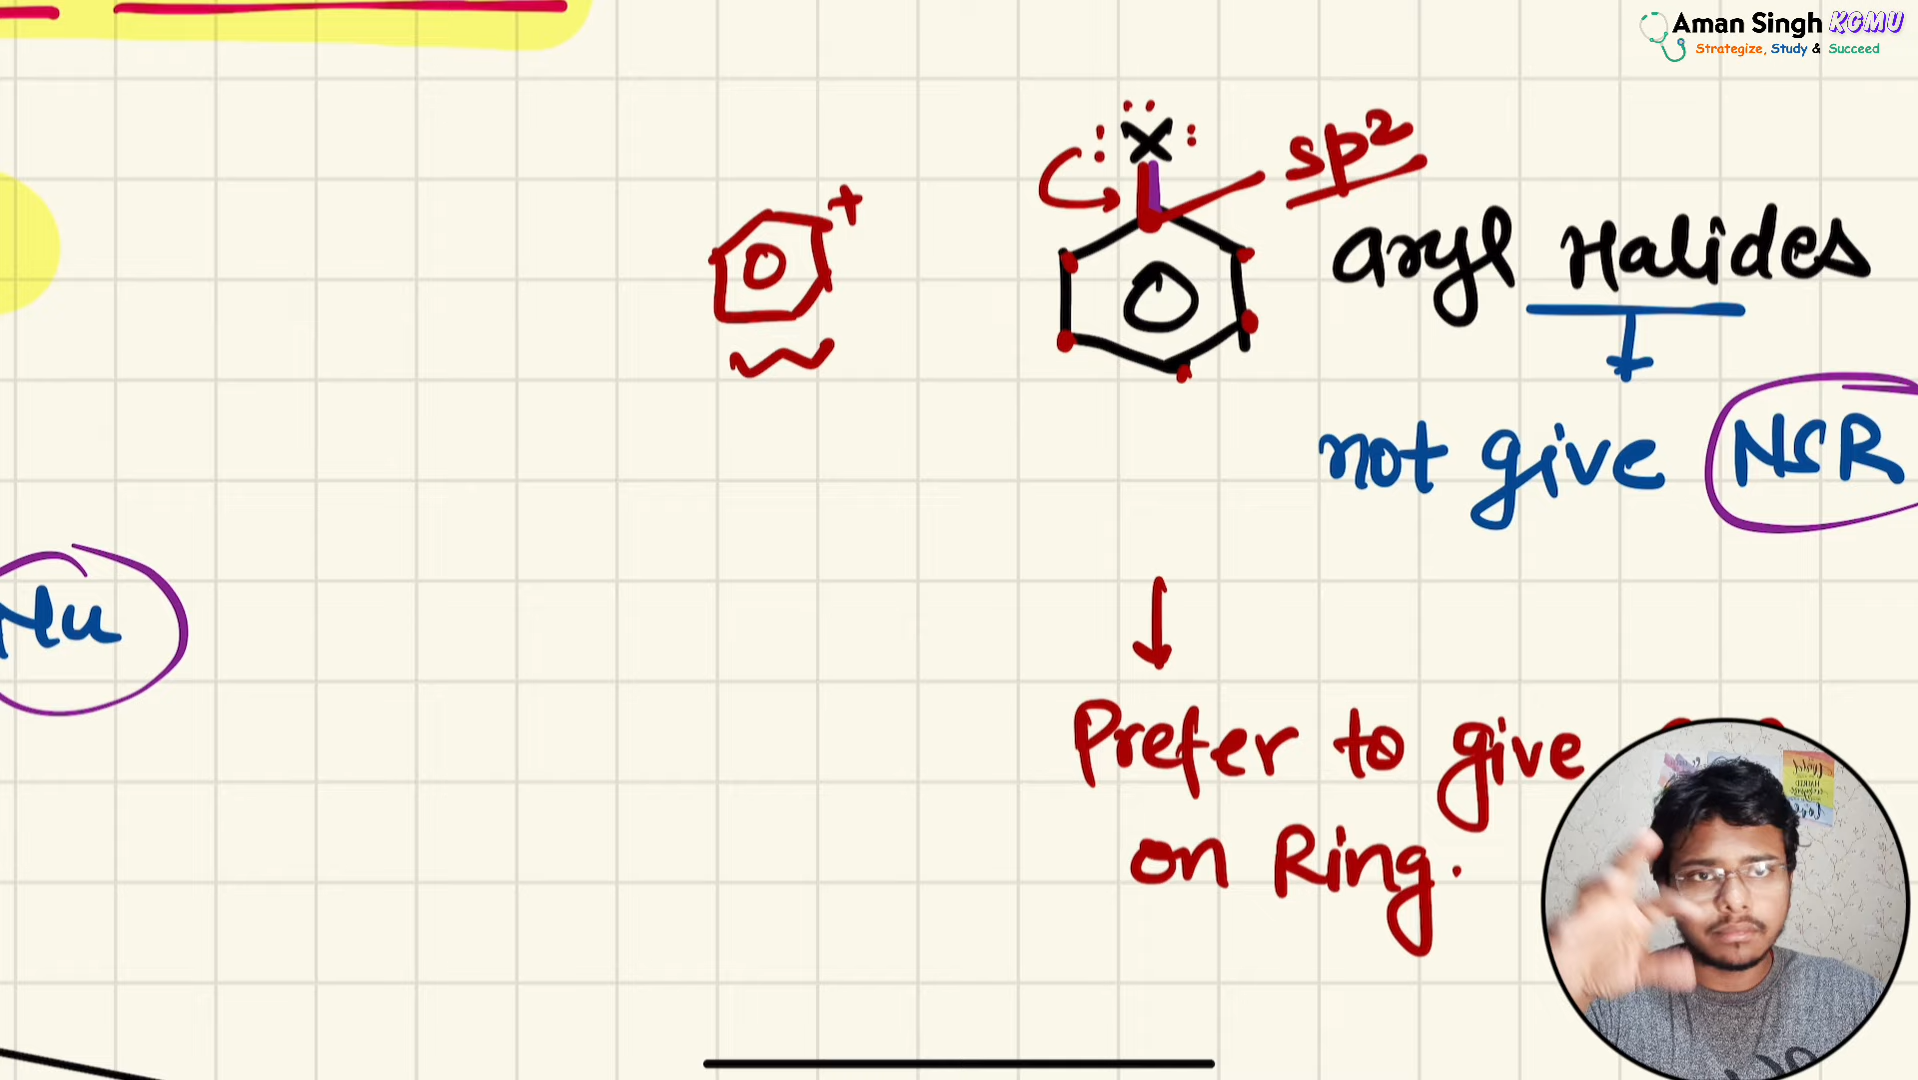 Aman Singh KGMU
Strategize, Study & Succeed
X
sp²
+
aryl Halides
not give NSR
Nu
Prefer to give
on Ring.